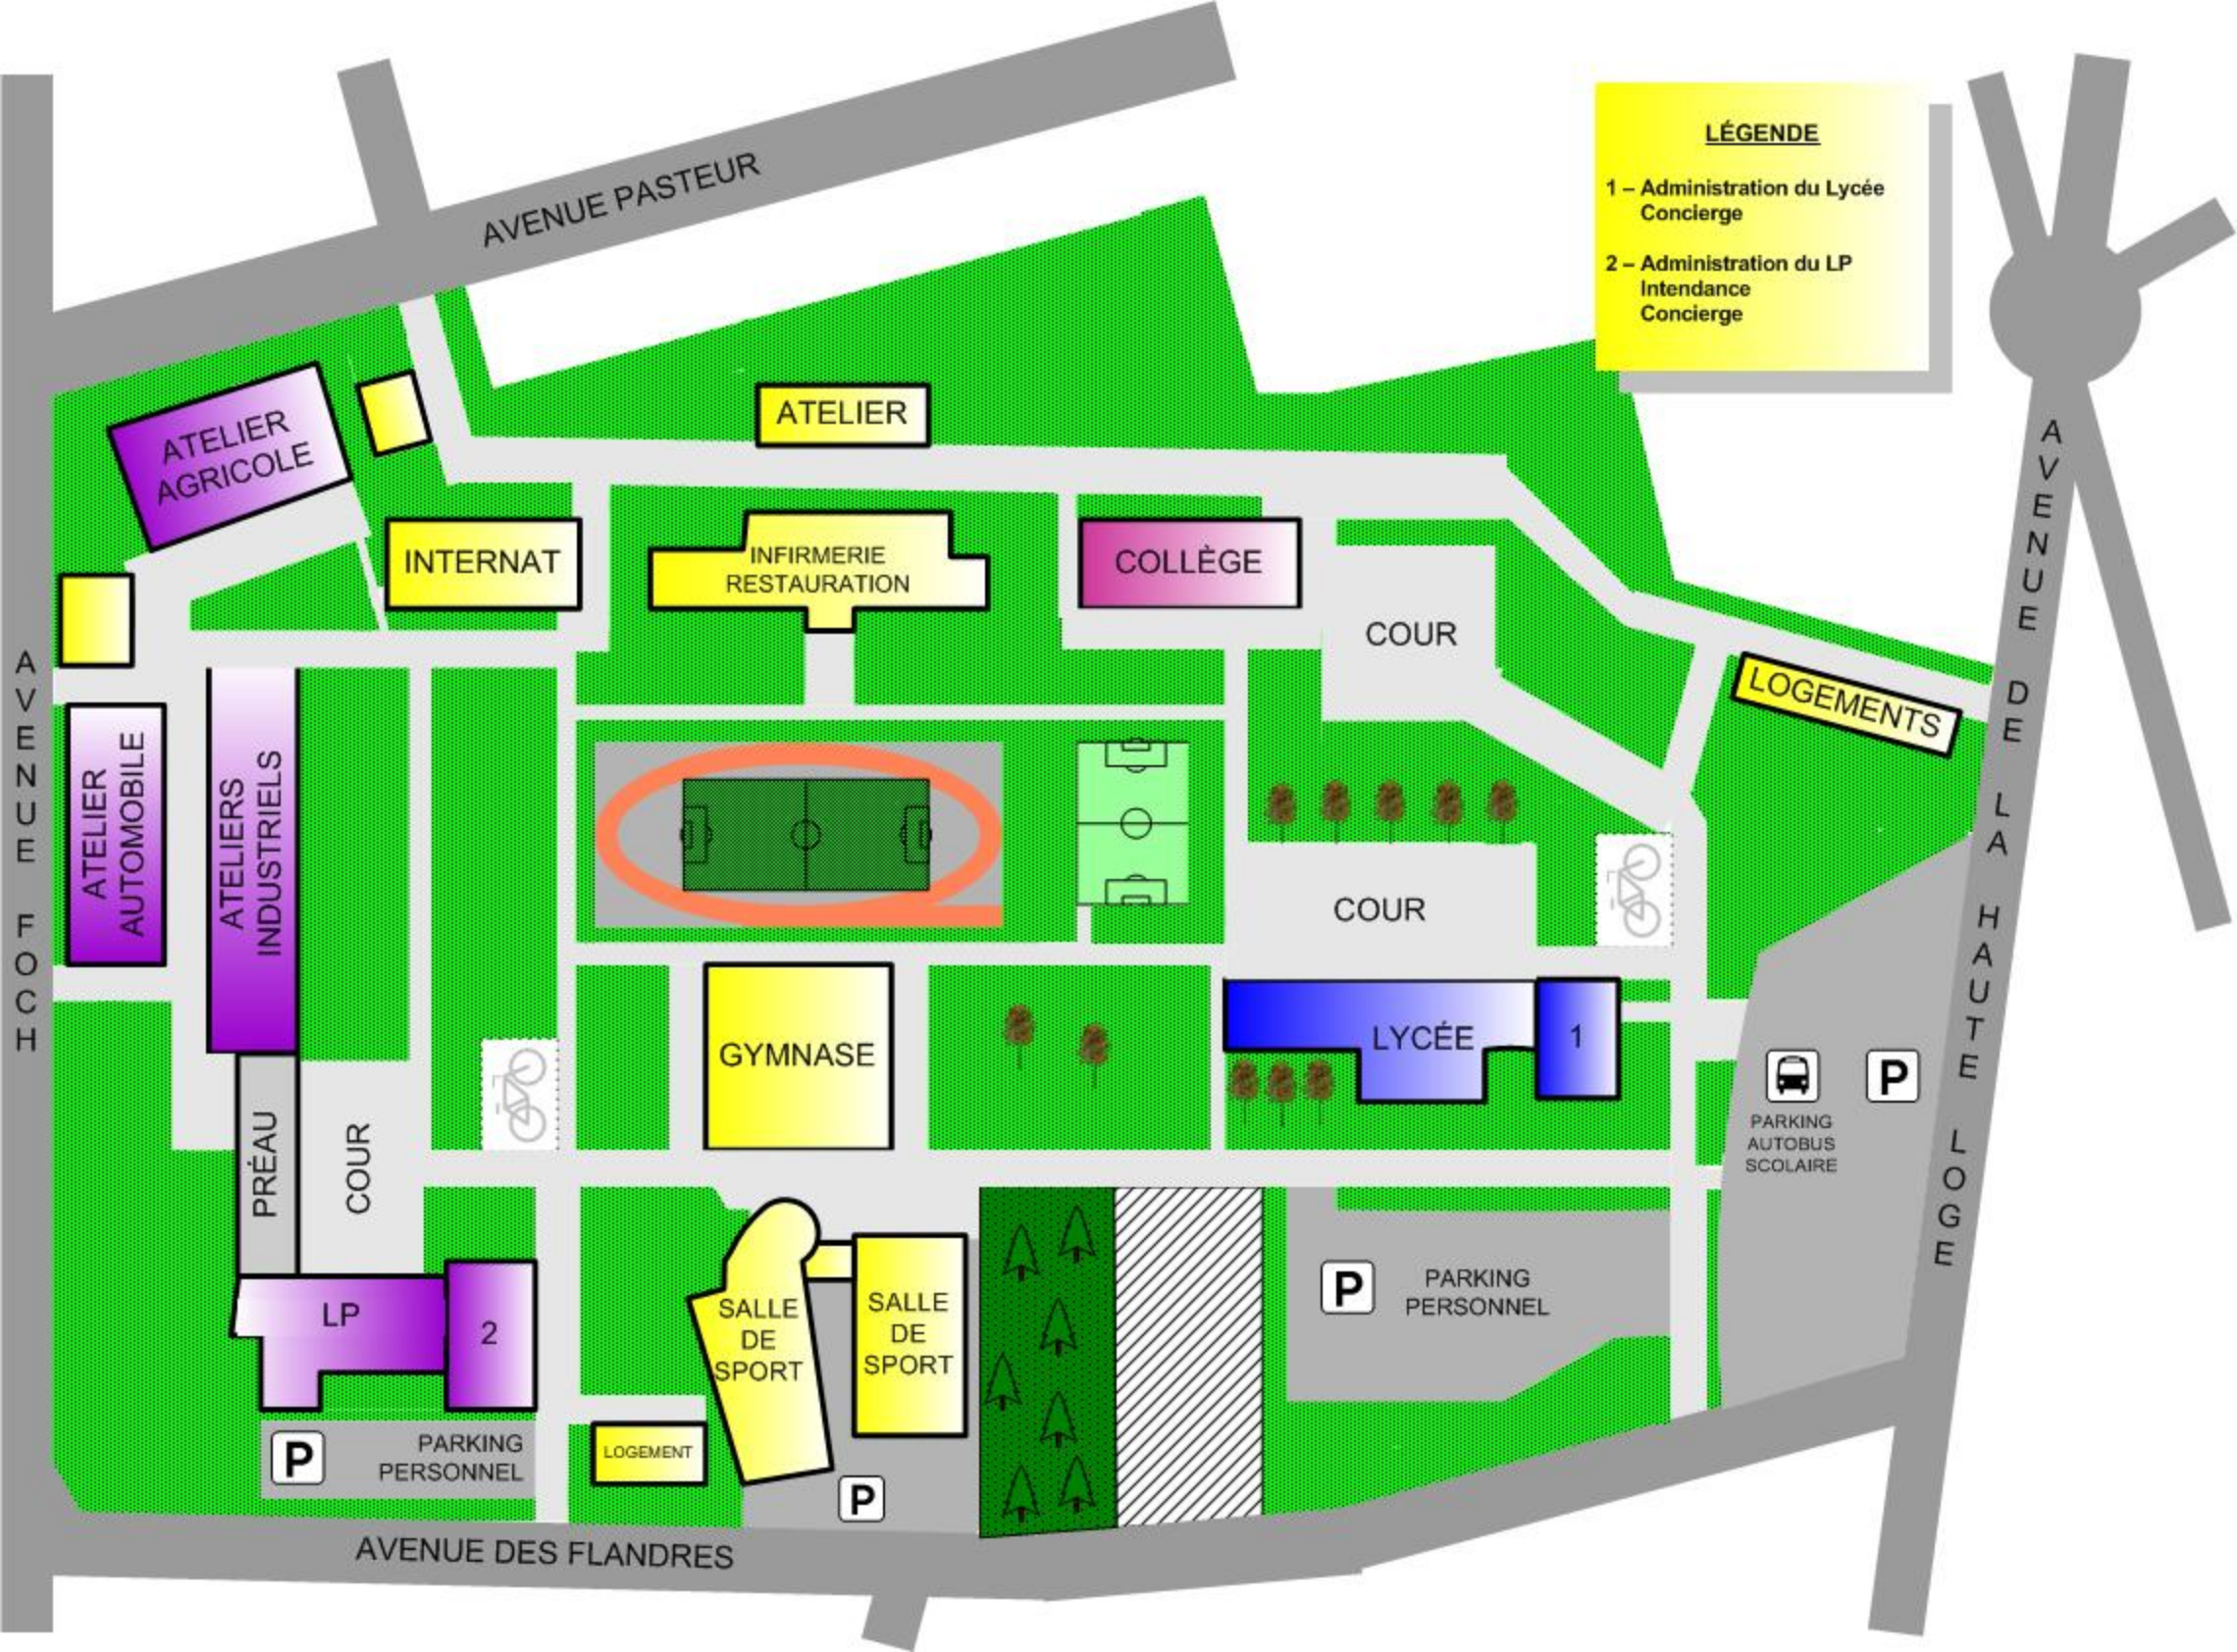 AVENUE PASTEUR
LÉGENDE
1 – Administration du Lycée
Concierge
2 – Administration du LP
Intendance
Concierge
ATELIER
AGRICOLE
ATELIER
INTERNAT
INFIRMERIE
RESTAURATION
COLLÈGE
COUR
LOGEMENTS
AVENUE FOCH
AVENUE DE LA HAUTE LOGE
ATELIER
AUTOMOBILE
ATELIERS
INDUSTRIELS
COUR
GYMNASE
LYCÉE
1
P
PARKING
AUTOBUS
SCOLAIRE
PRÉAU
COUR
LP
2
SALLE
DE
SPORT
SALLE
DE
SPORT
P
PARKING
PERSONNEL
P
PARKING
PERSONNEL
LOGEMENT
P
AVENUE DES FLANDRES